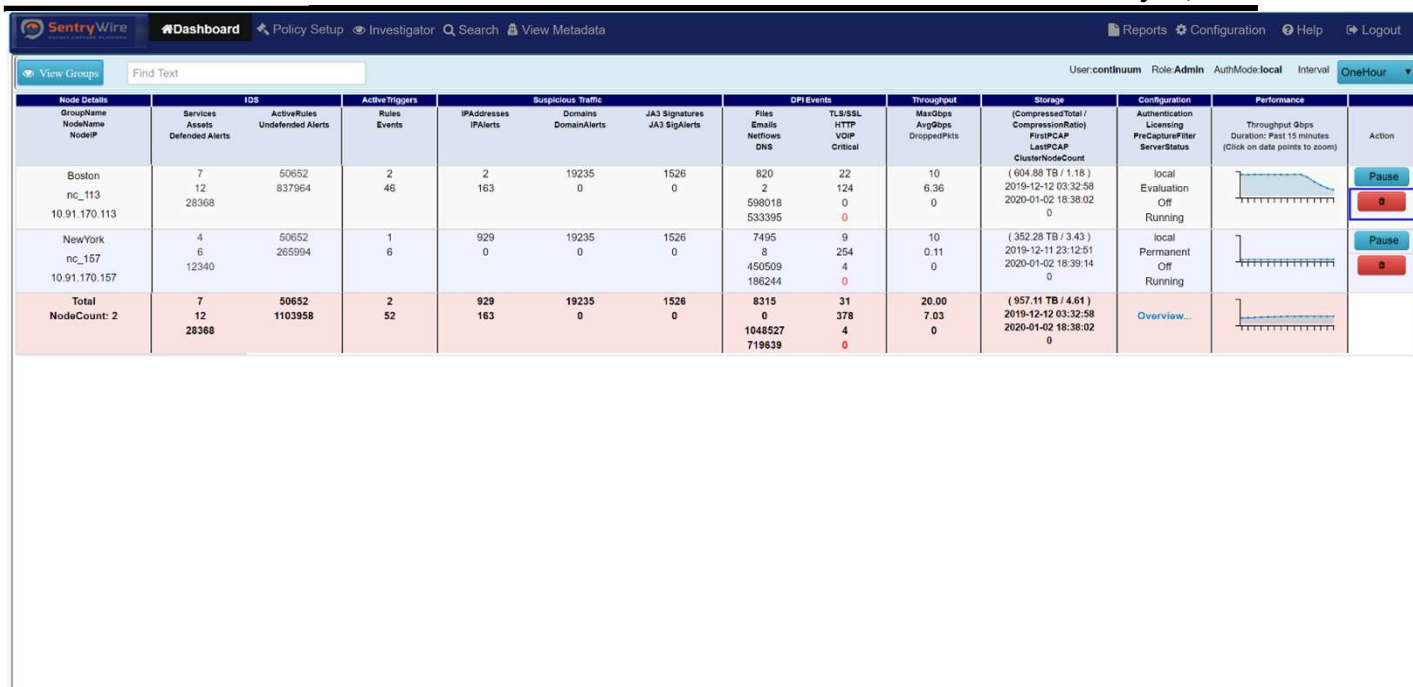 SentryWire Dashboard Policy Setup Investigator Search View Metadata Reports Configuration Help Logout
View Groups Find Text User:continuum Role:Admin AuthMode:local Interval OneHour
Node Details IDS ActiveTriggers Suspicious Traffic DPI Events Throughput Storage Configuration Performance
GroupName Services ActiveRules Rules IPAddresses Domains JA3 Signatures Files TLS/SSL MaxGbps (CompressedTotal / Authentication
NodeName Assets Undefended Alerts Events IPAlerts DomainAlerts JA3 SigAlerts Emails HTTP AvgGbps CompressionRatio) Licensing Throughput Gbps
NodeIP Defended Alerts Netflows VOIP DroppedPkts FirstPCAP PreCaptureFilter Duration: Past 15 minutes Action
DNS Critical LastPCAP ServerStatus (Click on data points to zoom)
ClusterNodeCount
Boston 7 50652 2 2 19235 1526 820 22 10 ( 604.88 TB / 1.18 ) local Pause
nc_113 12 837964 46 163 0 0 2 124 6.36 2019-12-12 03:32:58 Evaluation
10.91.170.113 28368 598018 0 0 2020-01-02 18:38:02 Off
533395 0 0 Running
NewYork 4 50652 1 929 19235 1526 7495 9 10 ( 352.28 TB / 3.43 ) local Pause
nc_157 6 265994 6 0 0 0 8 254 0.11 2019-12-11 23:12:51 Permanent
10.91.170.157 12340 450509 4 0 2020-01-02 18:39:14 Off
186244 0 0 Running
Total 7 50652 2 929 19235 1526 8315 31 20.00 ( 957.11 TB / 4.61 )
NodeCount: 2 12 1103958 52 163 0 0 0 378 7.03 2019-12-12 03:32:58 Overview...
28368 1048527 4 0 2020-01-02 18:38:02
719639 0 0